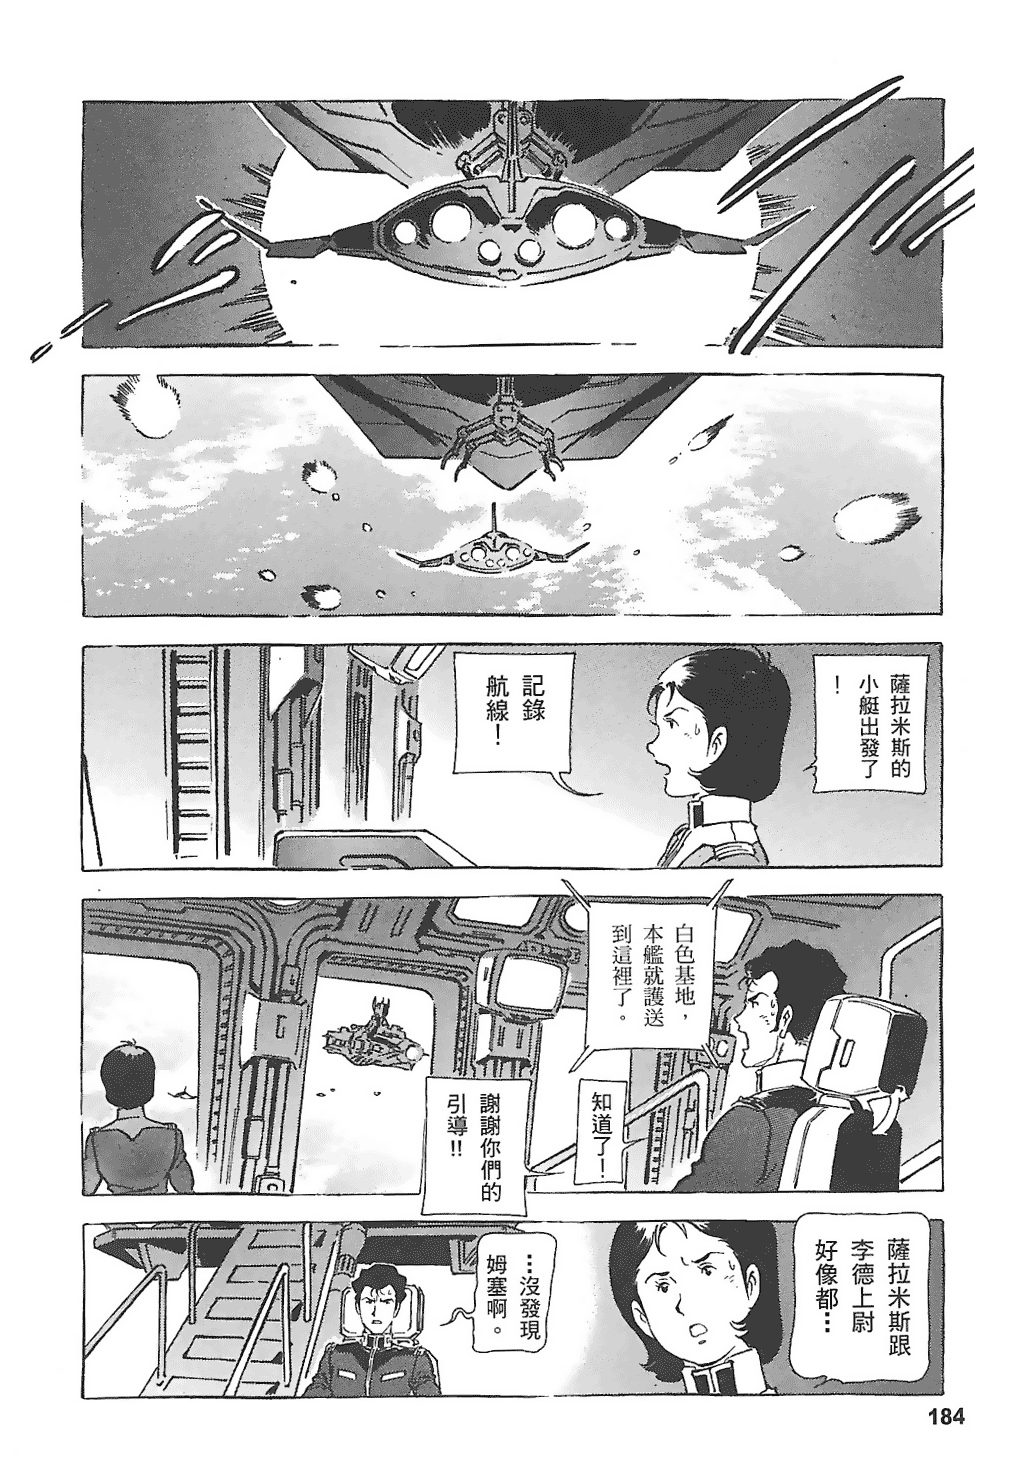 薩拉米斯的
小艇出發了
！
記錄
航線！
白色基地，
本艦就護送
到這裡了。
知道了！
謝謝你們的
引導!!
薩拉米斯跟
李德上尉
好像都…
…沒發現
姆塞啊。
184